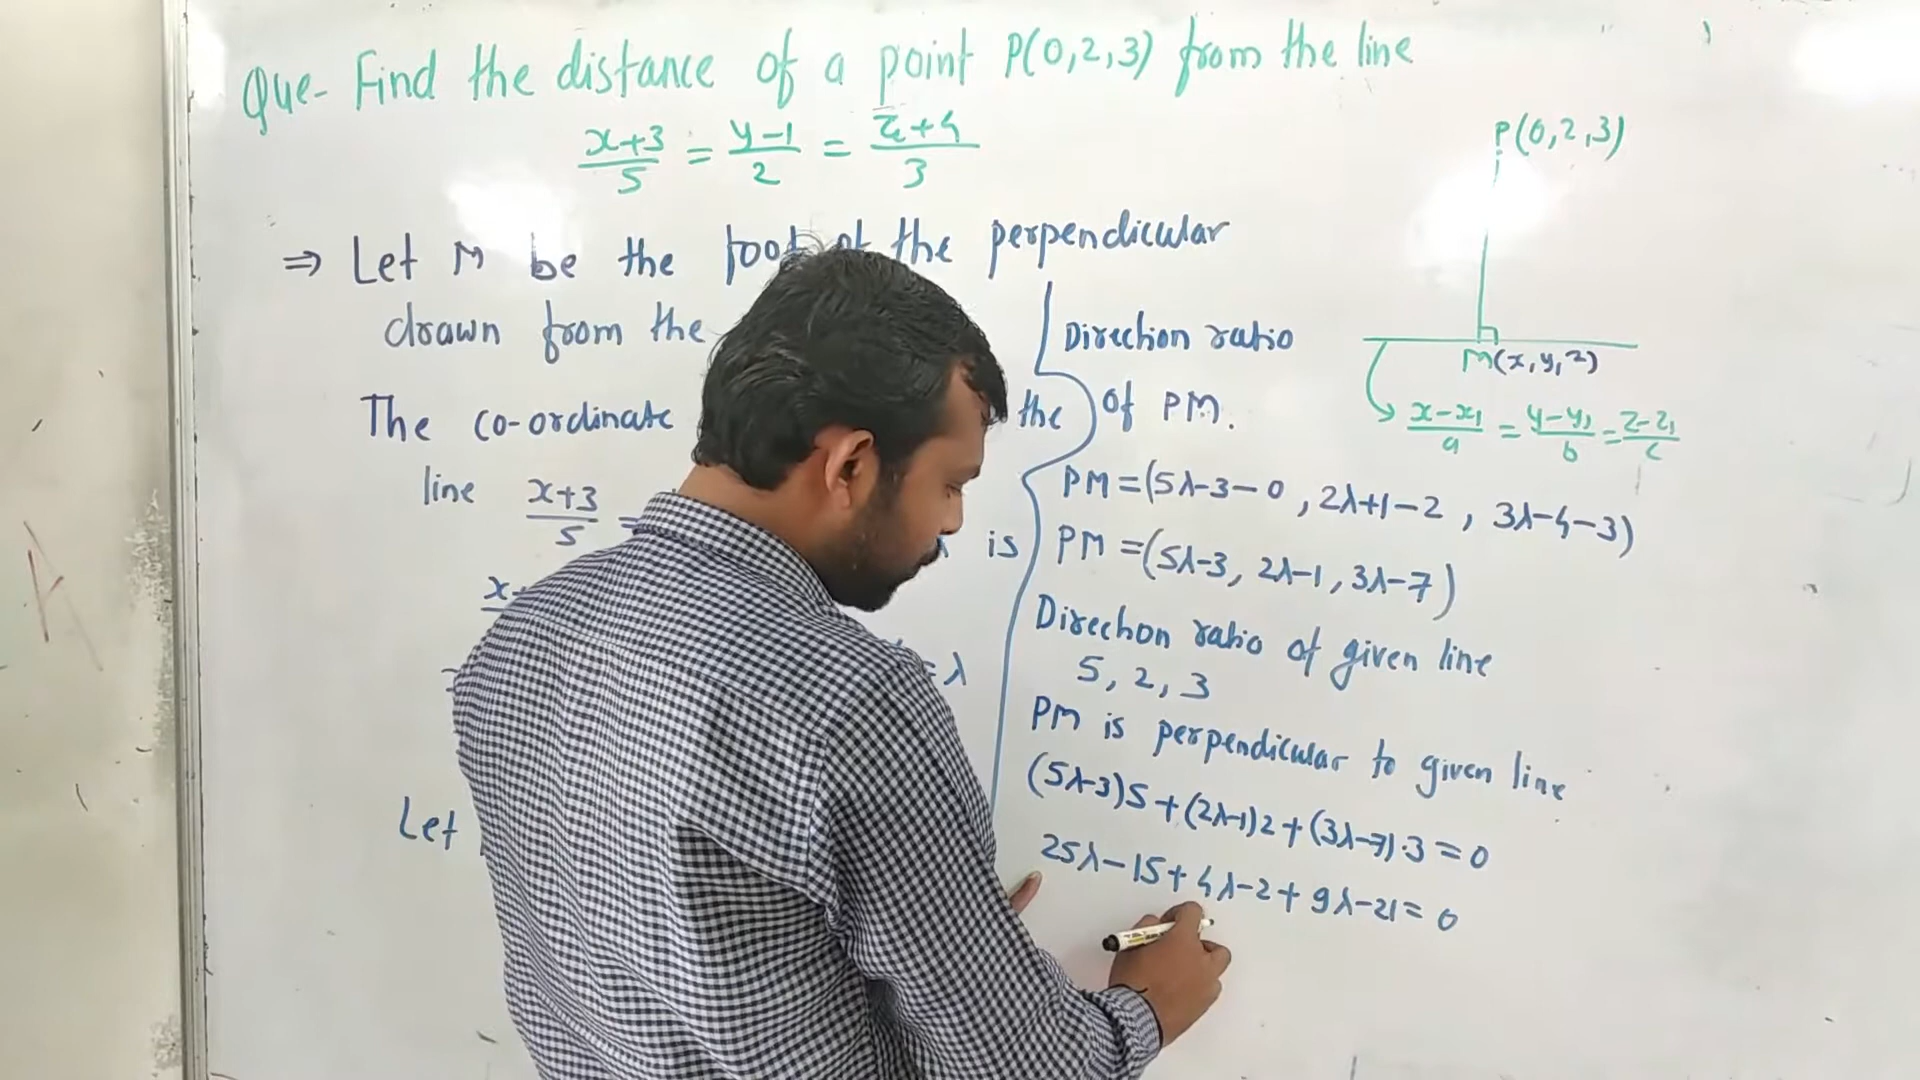 Que- Find the distance of a point P(0,2,3) from the line
x+3/5 = y-1/2 = z+4/3
P(0,2,3)
M(x,y,z)
x-x1/a = y-y1/b = z-z1/c
⇒ Let M be the foot of the perpendicular
drawn from the
The co-ordinate the
line x+3/5 =
is
= λ
Let
Direction ratio
of PM.
PM=(5λ-3-0, 2λ+1-2, 3λ-4-3)
PM=(5λ-3, 2λ-1, 3λ-7)
Direction ratio of given line
5, 2, 3
PM is perpendicular to given line
(5λ-3)5+(2λ-1)2+(3λ-7)·3=0
25λ-15+4λ-2+9λ-21=0